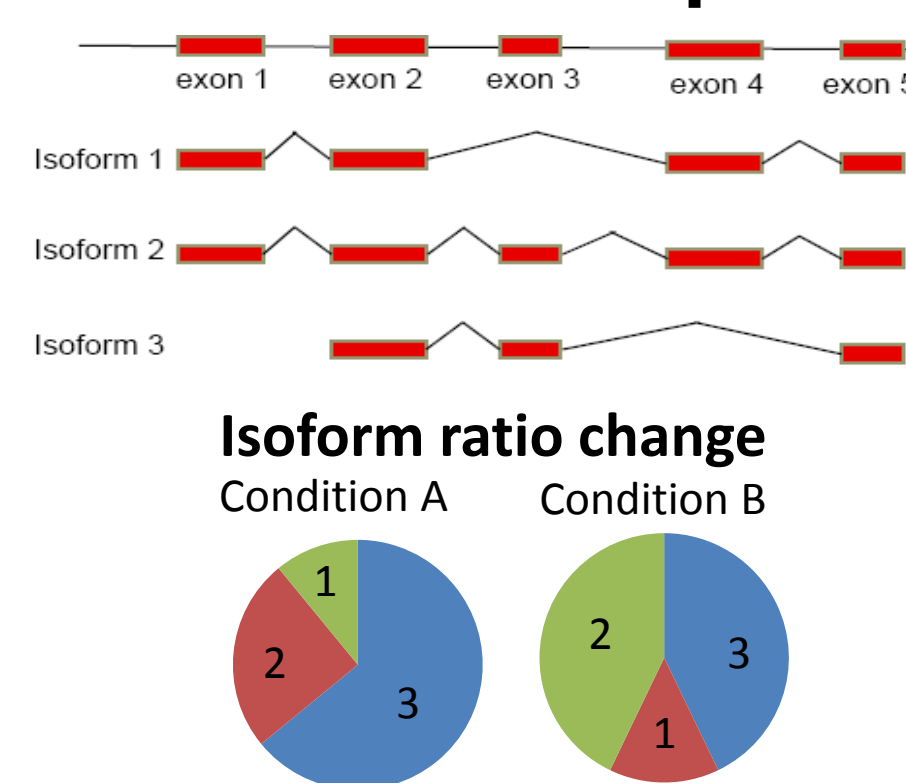 exon 1 exon 2 exon 3 exon 4 exon
Isoform 1
Isoform 2
Isoform 3
Isoform ratio change
Condition A Condition B
1
2
3
2
3
1